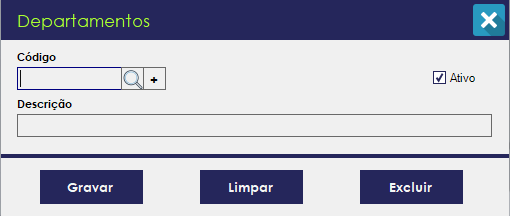 Departamentos
Código
+
Ativo
Descrição
Gravar Limpar Excluir